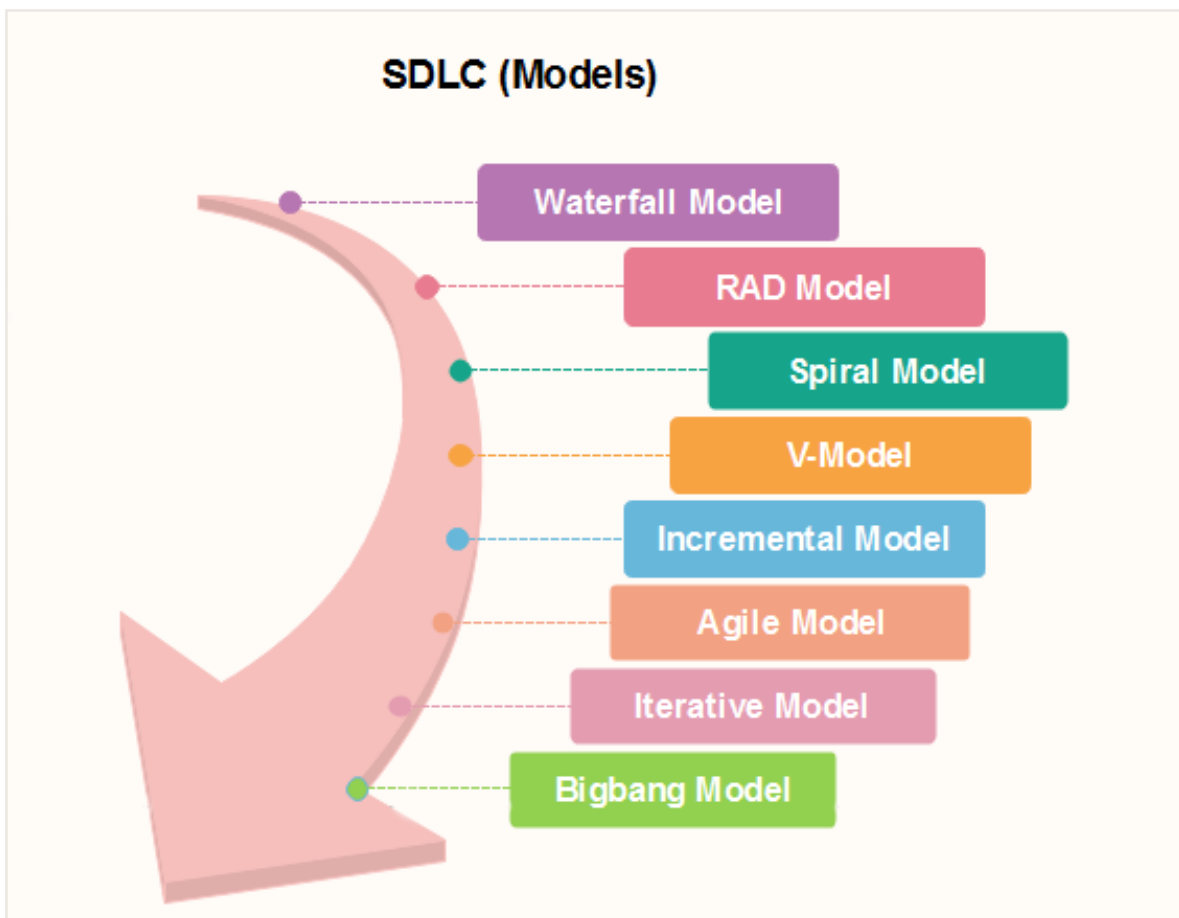 SDLC (Models)
Waterfall Model
RAD Model
Spiral Model
V-Model
Incremental Model
Agile Model
Iterative Model
Bigbang Model